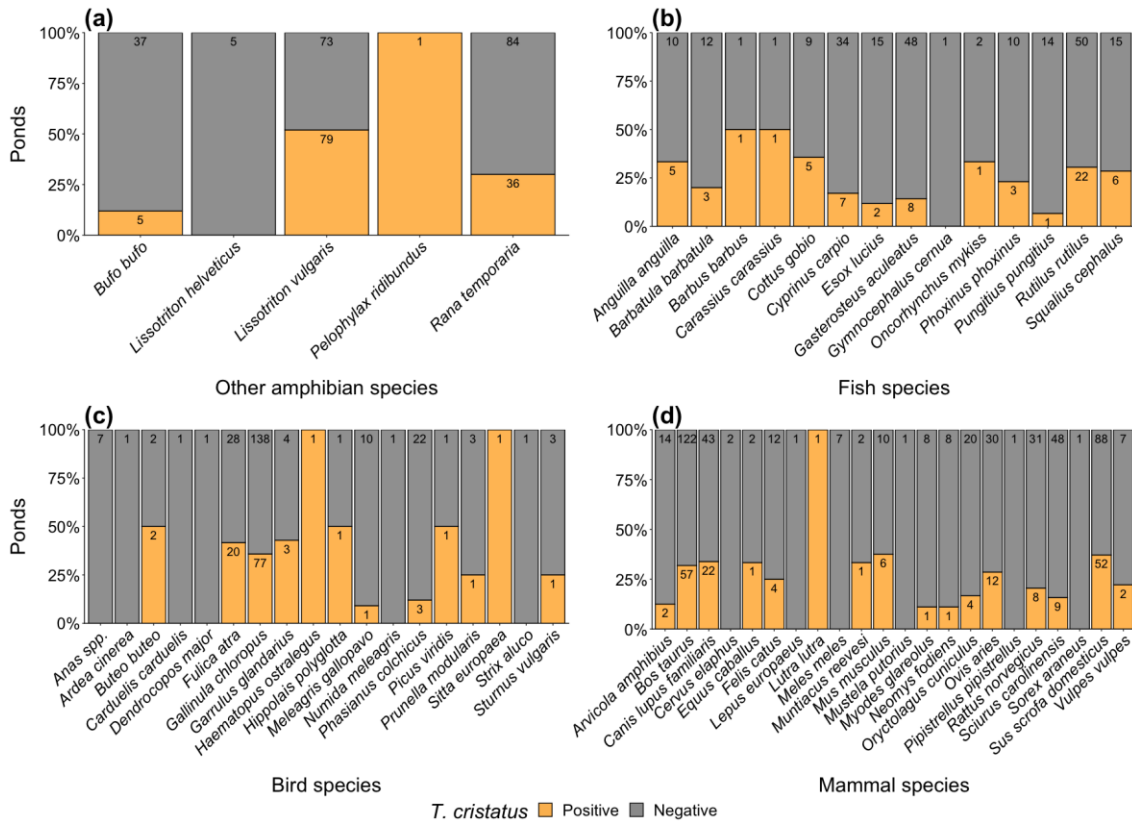 (a)
Ponds
100%
75%
50%
25%
0%
37 5 73 1 84
5 79 36
Bufo bufo
Lissotriton helveticus
Lissotriton vulgaris
Pelophylax ridibundus
Rana temporaria
Other amphibian species
(b)
100%
75%
50%
25%
0%
10 12 1 1 9 34 15 48 1 2 10 14 50 15
5 3 1 1 5 7 2 8 1 3 1 22 6
Anguilla anguilla
Barbatula barbatula
Barbus barbus
Carassius carassius
Cottus gobio
Cyprinus carpio
Esox lucius
Gasterosteus aculeatus
Gymnocephalus cernua
Oncorhynchus mykiss
Phoxinus phoxinus
Pungitius pungitius
Rutilus rutilus
Squalius cephalus
Fish species
(c)
Ponds
100%
75%
50%
25%
0%
7 1 2 1 1 28 138 4 1 1 10 1 22 1 3 1 1 3
2 20 77 3 1 1 3 1 1 1
Anas spp.
Ardea cinerea
Buteo buteo
Carduelis carduelis
Dendrocopos major
Fulica atra
Gallinula chloropus
Garrulus glandarius
Haematopus ostralegus
Hippolais polyglotta
Meleagris gallopavo
Numida meleagris
Phasianus colchicus
Picus viridis
Prunella modularis
Sitta europaea
Strix aluco
Sturnus vulgaris
Bird species
(d)
100%
75%
50%
25%
0%
14 122 43 2 2 12 1 1 7 2 10 1 8 8 20 30 1 31 48 1 88 7
2 57 22 1 4 1 6 1 1 4 12 8 9 52 2
Arvicola amphibius
Bos taurus
Canis lupus familiaris
Cervus elaphus
Equus caballus
Felis catus
Lepus europaeus
Lutra lutra
Meles meles
Muntiacus reevesi
Mus musculus
Mustela putorius
Myodes glareolus
Neomys fodiens
Oryctolagus cuniculus
Ovis aries
Pipistrellus pipistrellus
Rattus norvegicus
Sciurus carolinensis
Sorex araneus
Sus scrofa domesticus
Vulpes vulpes
Mammal species
T. cristatus Positive Negative